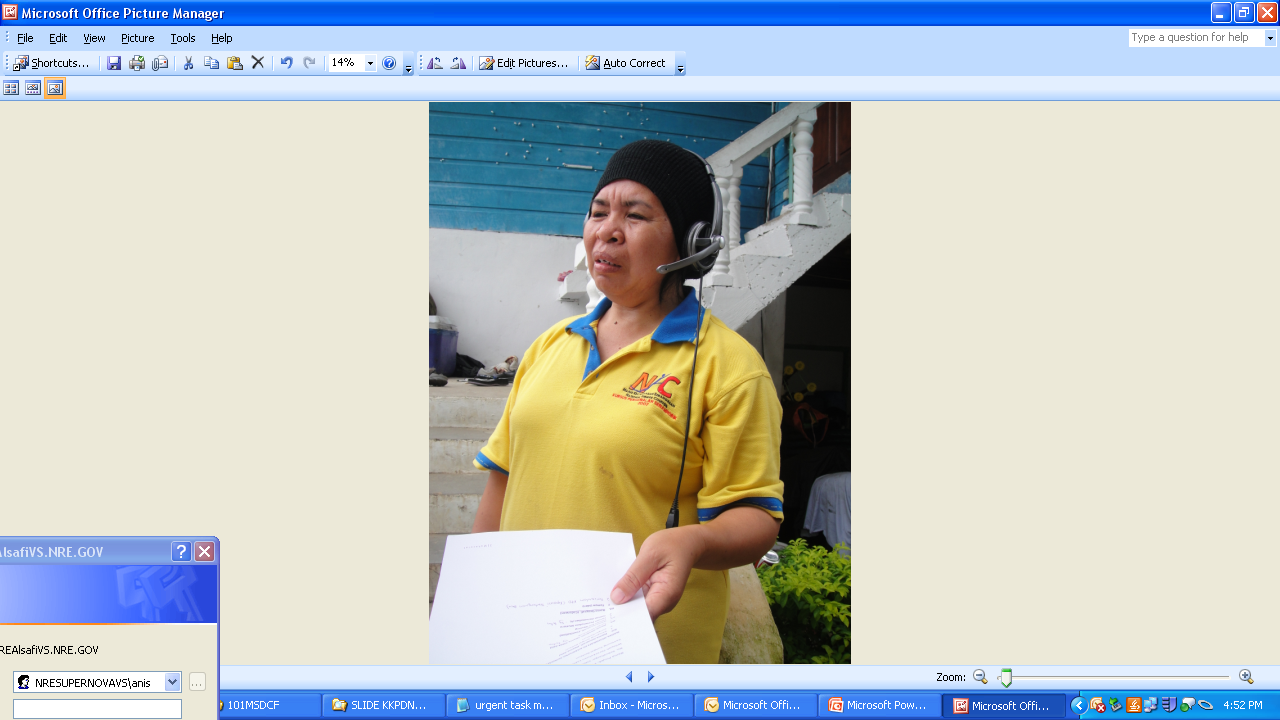 Microsoft Office Picture Manager
File Edit View Picture Tools Help
Type a question for help
Shortcuts... 14% Edit Pictures... Auto Correct
N C
AlsafiVS.NRE.GOV
REAlsafiVS.NRE.GOV
NRESUPERNOVAVS\anis
...
Zoom:
101MSDCF
SLIDE KKPDN...
urgent task m...
Inbox - Micros...
Microsoft Offi...
Microsoft Pow...
Microsoft Offi...
4:52 PM